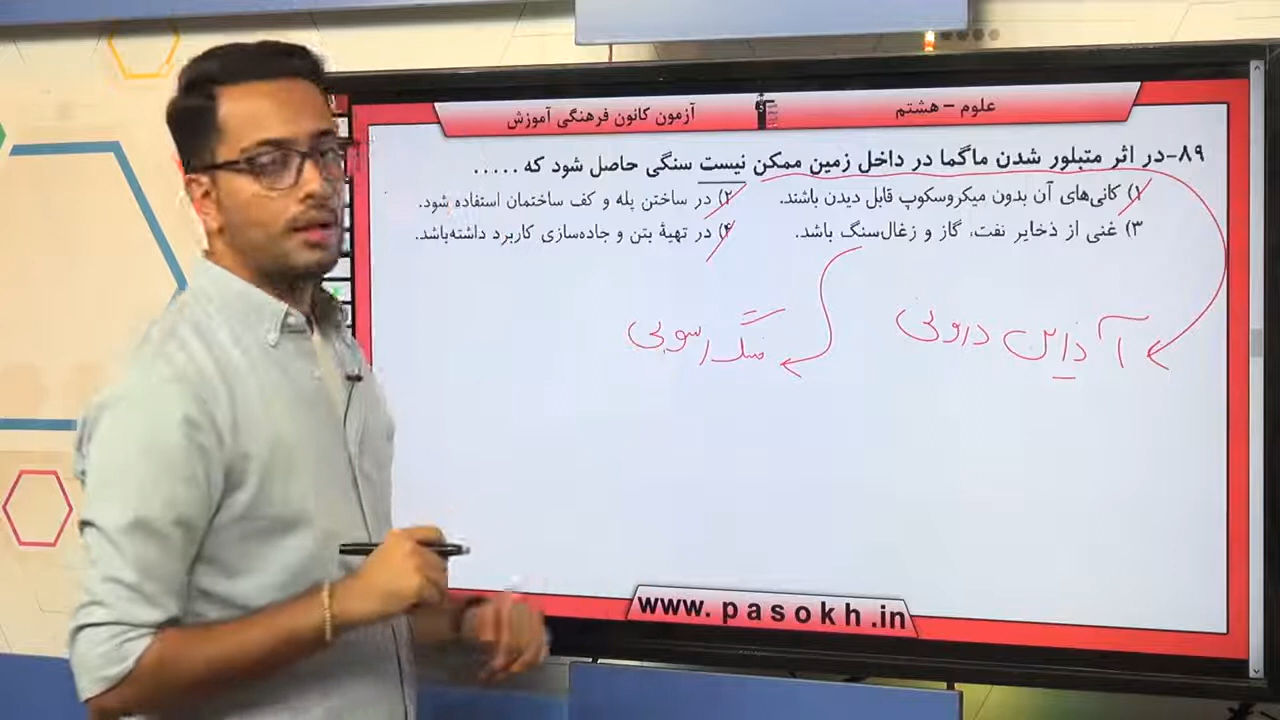 علوم – هشتم
آزمون کانون فرهنگی آموزش
۸۹-در اثر متبلور شدن ماگما در داخل زمین ممکن نیست سنگی حاصل شود که .....
۱) کانی‌های آن بدون میکروسکوپ قابل دیدن باشند.
۲) در ساختن پله و کف ساختمان استفاده شود.
۳) غنی از ذخایر نفت، گاز و زغال‌سنگ باشد.
۴) در تهیهٔ بتن و جاده‌سازی کاربرد داشته‌باشد.
آذرین درونی
سنگ رسوبی
www.pasokh.in